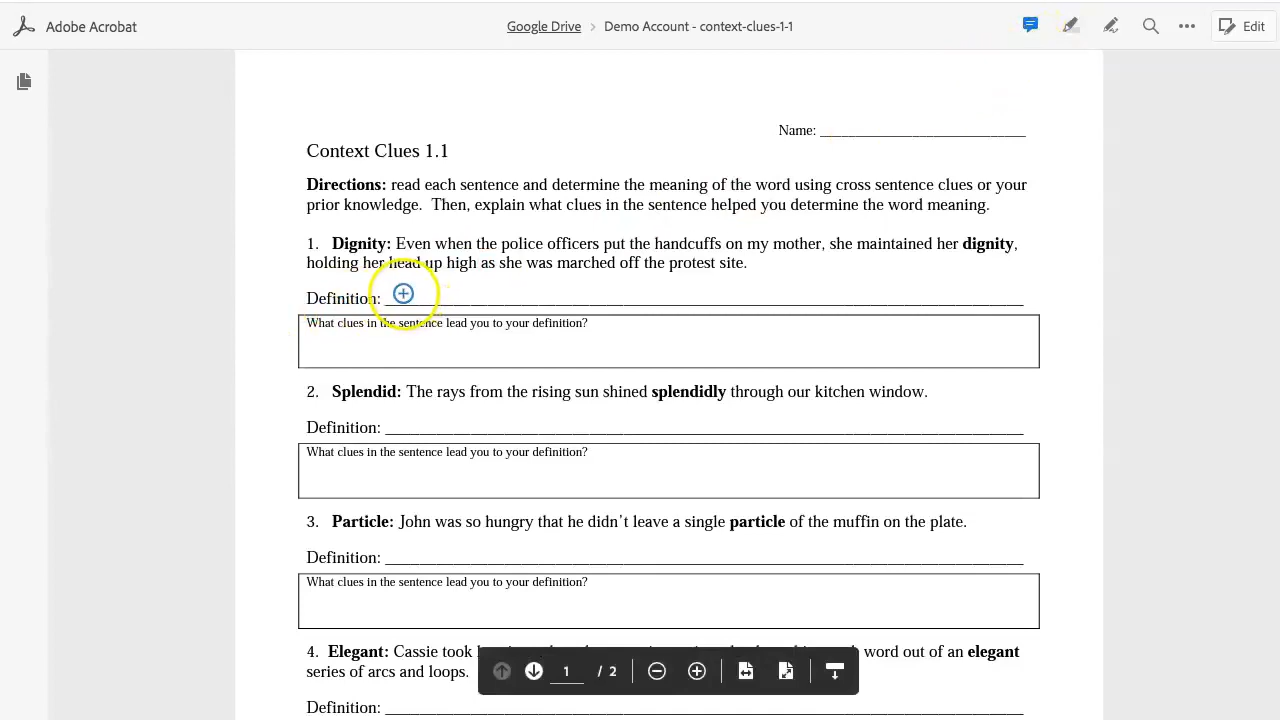 Adobe Acrobat
Google Drive > Demo Account - context-clues-1-1
Edit
Name: ____________________________
Context Clues 1.1
Directions: read each sentence and determine the meaning of the word using cross sentence clues or your
prior knowledge. Then, explain what clues in the sentence helped you determine the word meaning.
1. Dignity: Even when the police officers put the handcuffs on my mother, she maintained her dignity,
holding her head up high as she was marched off the protest site.
Definition: ____________________________
What clues in the sentence lead you to your definition?
2. Splendid: The rays from the rising sun shined splendidly through our kitchen window.
Definition: ____________________________
What clues in the sentence lead you to your definition?
3. Particle: John was so hungry that he didn't leave a single particle of the muffin on the plate.
Definition: ____________________________
What clues in the sentence lead you to your definition?
4. Elegant: Cassie took word out of an elegant
series of arcs and loops.
1 / 2
Definition: ____________________________